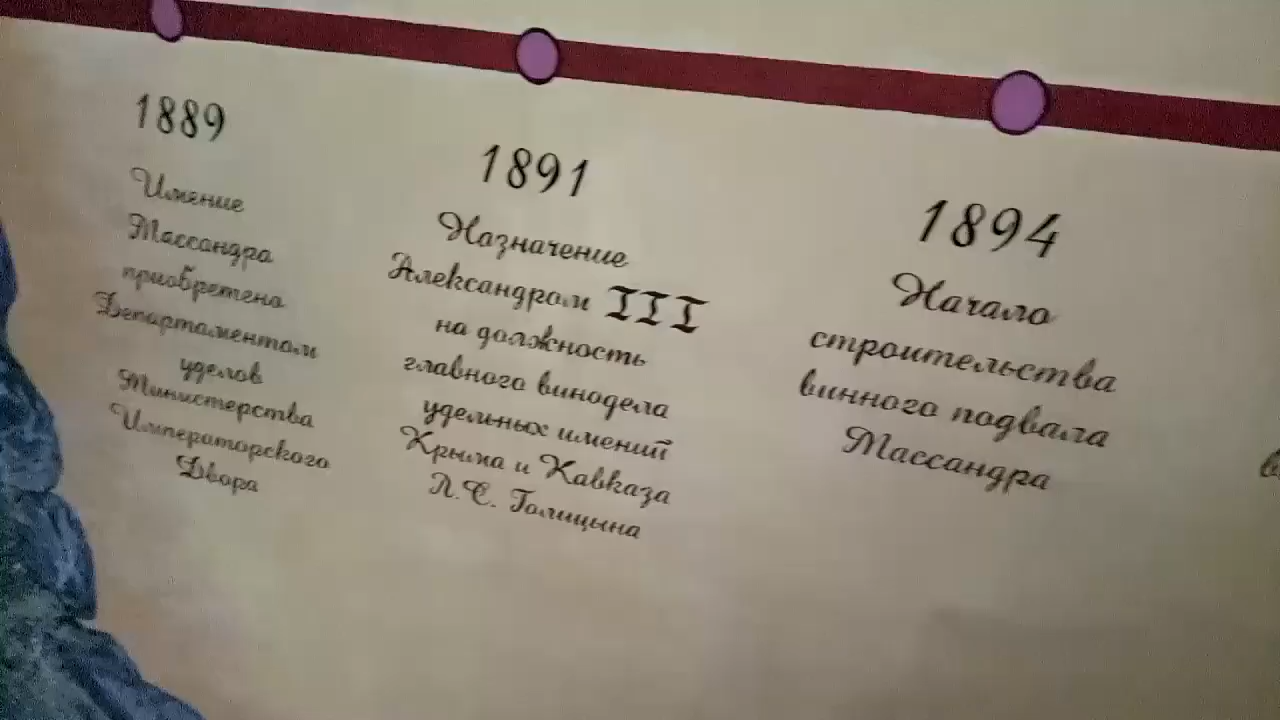 1889
Имение
Массандра
приобретено
Департаментом
уделов
Министерства
Императорского
Двора
1891
Назначение
Александром III
на должность
главного винодела
удельных имений
Крыма и Кавказа
Л.С. Голицына
1894
Начало
строительства
винного подвала
Массандра